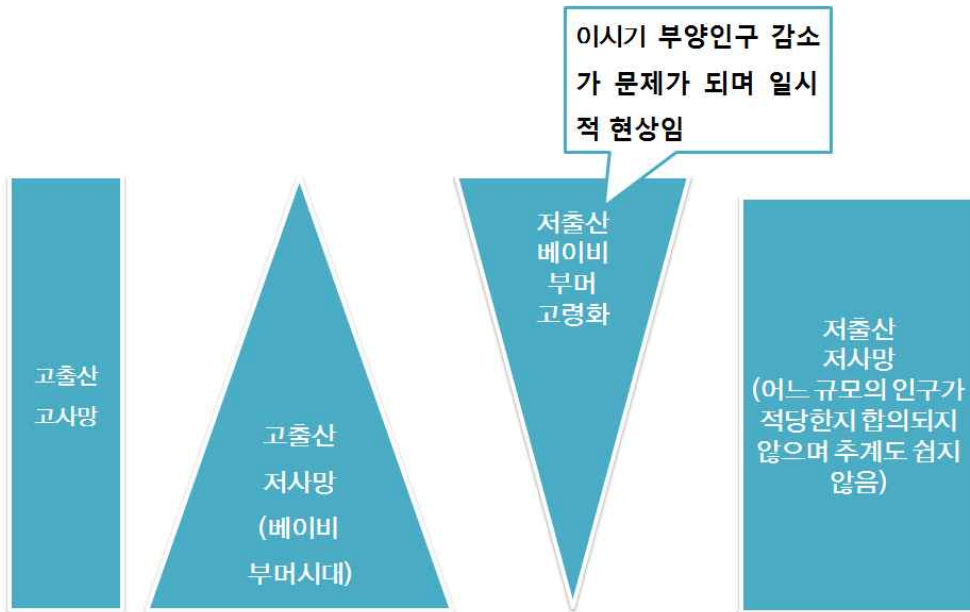 이시기 부양인구 감소
가 문제가 되며 일시
적 현상임
고출산
고사망
고출산
저사망
(베이비
부머시대)
저출산
베이비
부머
고령화
저출산
저사망
(어느 규모의 인구가
적당한지 합의되지
않으며 추계도 쉽지
않음)